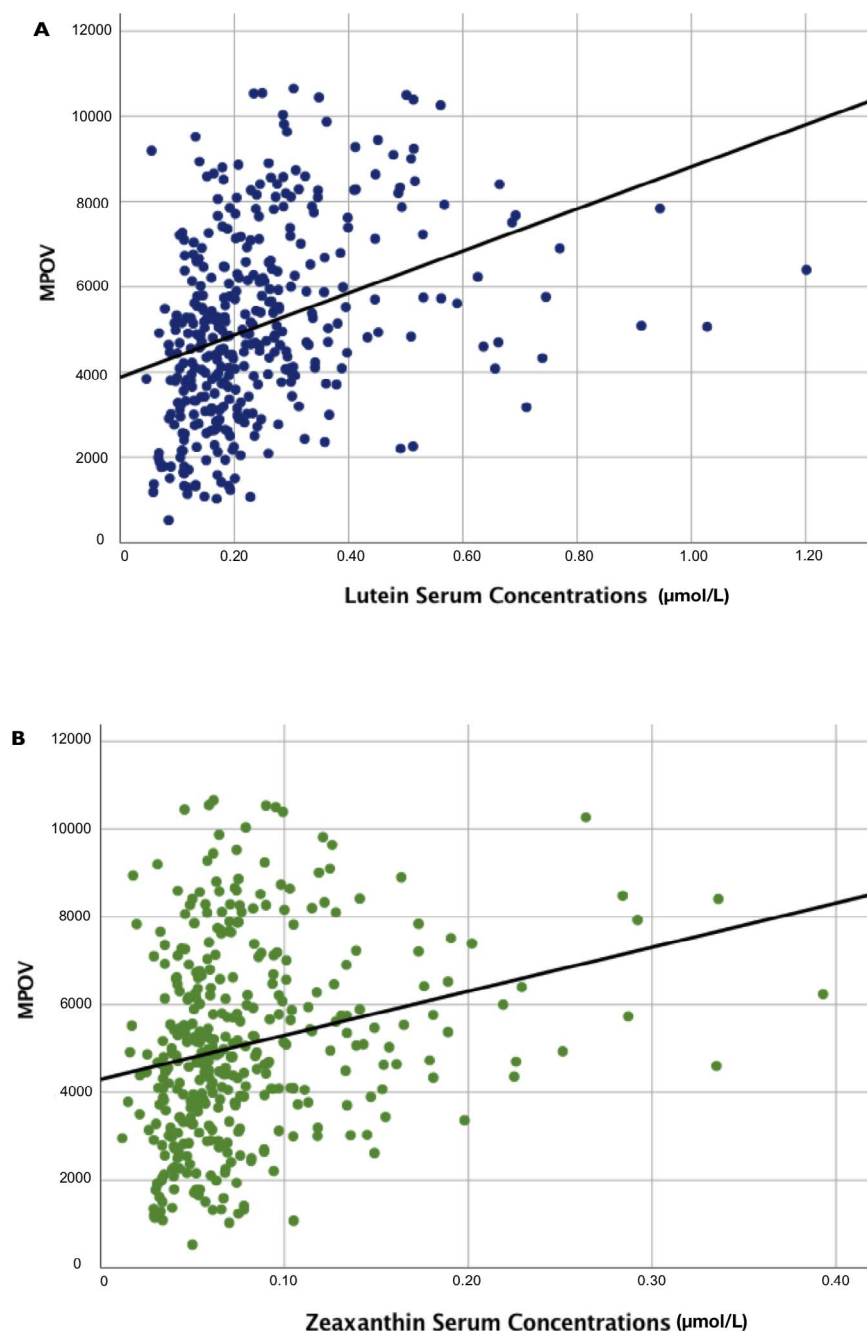 A
12000
10000
8000
6000
4000
2000
0
MPOV
0 0.20 0.40 0.60 0.80 1.00 1.20
Lutein Serum Concentrations (µmol/L)
B
12000
10000
8000
6000
4000
2000
0
MPOV
0 0.10 0.20 0.30 0.40
Zeaxanthin Serum Concentrations (µmol/L)